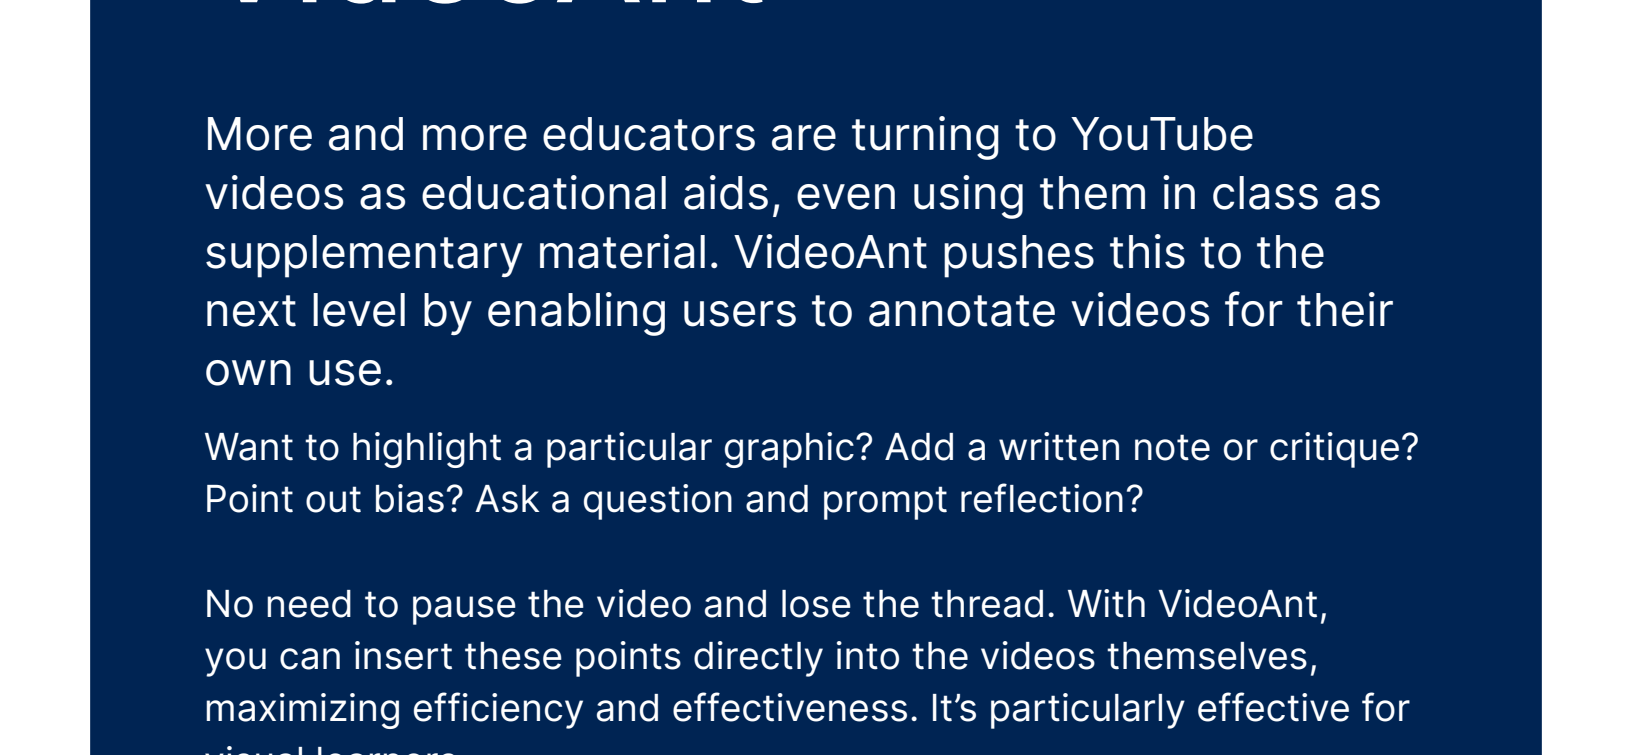 VideoAnt
More and more educators are turning to YouTube
videos as educational aids, even using them in class as
supplementary material. VideoAnt pushes this to the
next level by enabling users to annotate videos for their
own use.
Want to highlight a particular graphic? Add a written note or critique?
Point out bias? Ask a question and prompt reflection?
No need to pause the video and lose the thread. With VideoAnt,
you can insert these points directly into the videos themselves,
maximizing efficiency and effectiveness. It’s particularly effective for
visual learners.